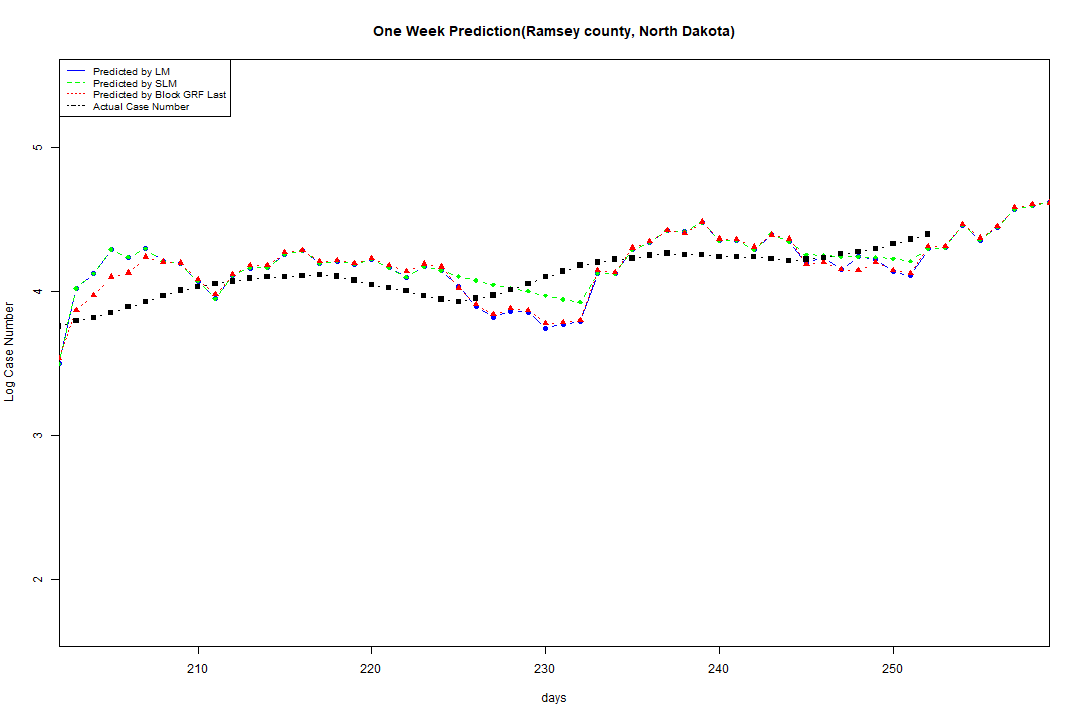 One Week Prediction(Ramsey county, North Dakota)
Predicted by LM
Predicted by SLM
Predicted by Block GRF Last
Actual Case Number
5
4
3
2
Log Case Number
210 220 230 240 250
days